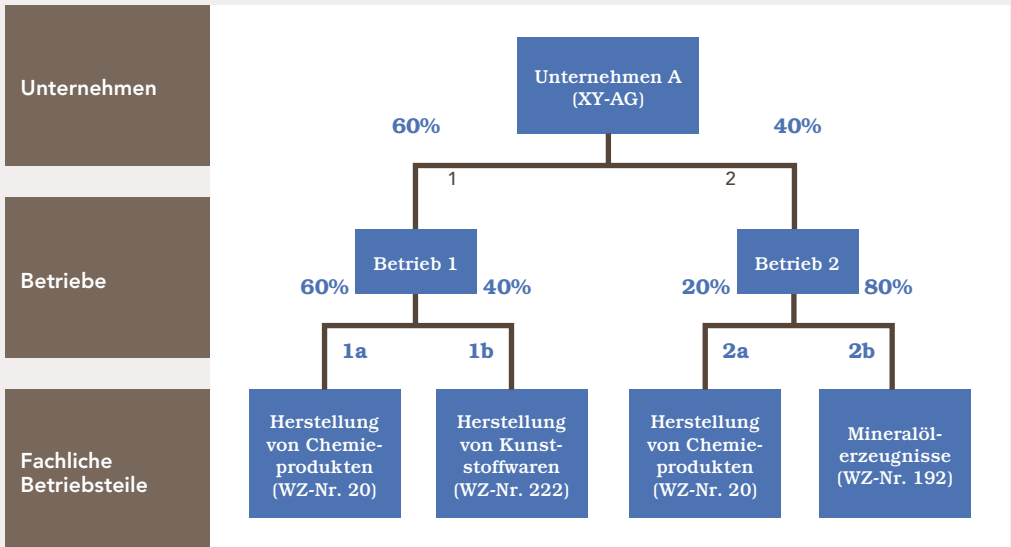 Unternehmen
Unternehmen A
(XY-AG)
60%
40%
1
2
Betriebe
Betrieb 1
Betrieb 2
60%
40%
20%
80%
1a
1b
2a
2b
Fachliche
Betriebsteile
Herstellung
von Chemie-
produkten
(WZ-Nr. 20)
Herstellung
von Kunst-
stoffwaren
(WZ-Nr. 222)
Herstellung
von Chemie-
produkten
(WZ-Nr. 20)
Mineralöl-
erzeugnisse
(WZ-Nr. 192)